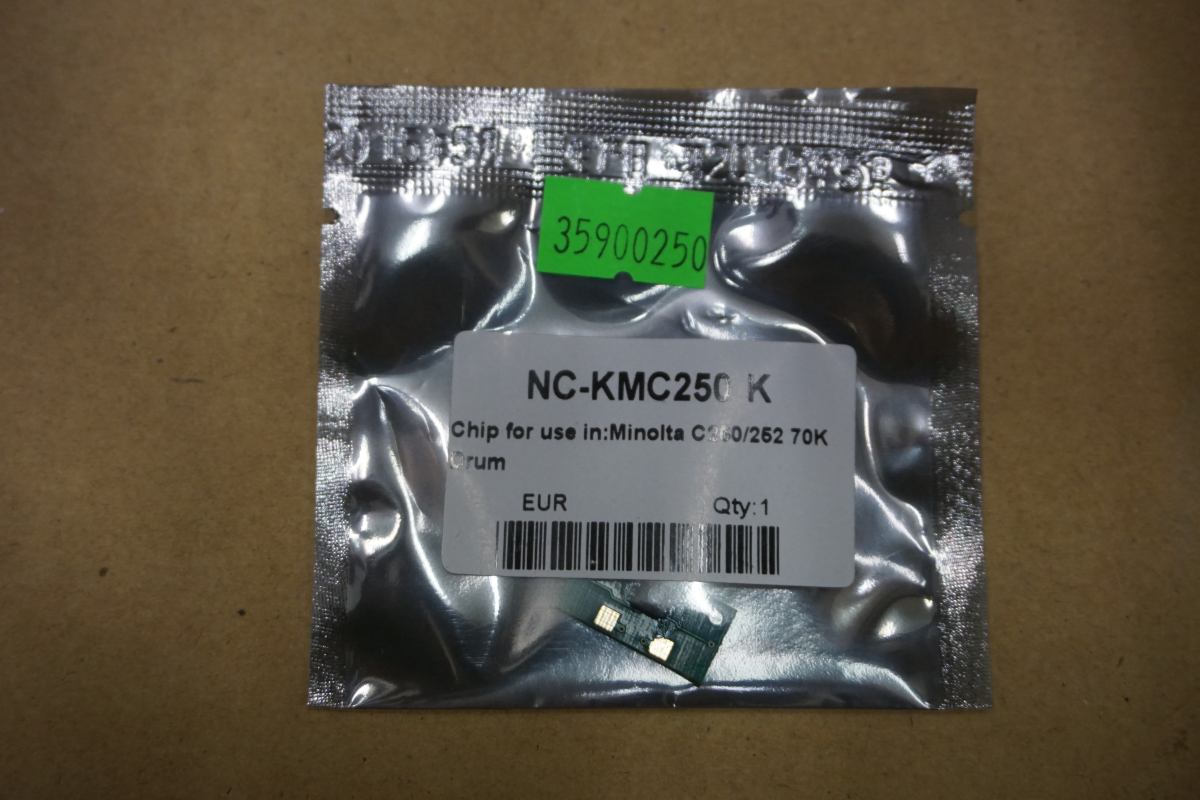 35900250
NC-KMC250 K
Chip for use in:Minolta C250/252 70K
Drum
EUR Qty:1